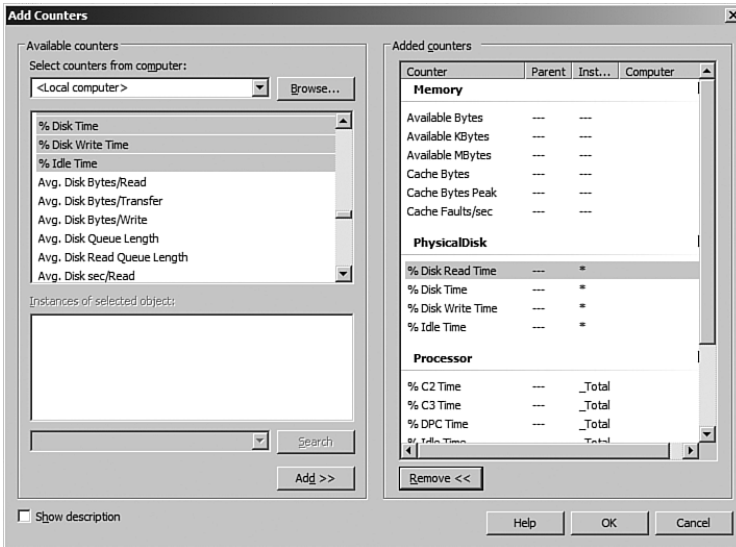 Add Counters
Available counters
Select counters from computer:
<Local computer>
Browse...
% Disk Time
% Disk Write Time
% Idle Time
Avg. Disk Bytes/Read
Avg. Disk Bytes/Transfer
Avg. Disk Bytes/Write
Avg. Disk Queue Length
Avg. Disk Read Queue Length
Avg. Disk sec/Read
Instances of selected object:
Search
Add >>
Show description
Added counters
Counter Parent Inst... Computer
Memory
Available Bytes --- ---
Available KBytes --- ---
Available MBytes --- ---
Cache Bytes --- ---
Cache Bytes Peak --- ---
Cache Faults/sec --- ---
PhysicalDisk
% Disk Read Time --- *
% Disk Time --- *
% Disk Write Time --- *
% Idle Time --- *
Processor
% C2 Time --- _Total
% C3 Time --- _Total
% DPC Time --- _Total
% Idle Time --- _Total
Remove <<
Help
OK
Cancel